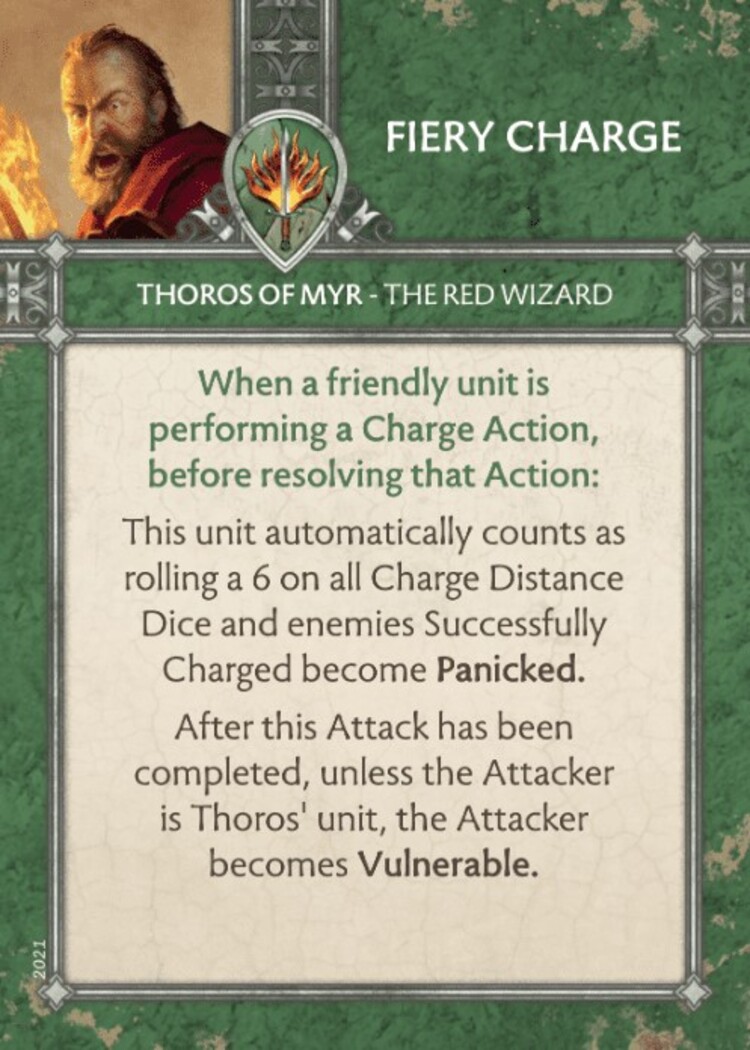 FIERY CHARGE
THOROS OF MYR - THE RED WIZARD
When a friendly unit is
performing a Charge Action,
before resolving that Action:
This unit automatically counts as
rolling a 6 on all Charge Distance
Dice and enemies Successfully
Charged become Panicked.
After this Attack has been
completed, unless the Attacker
is Thoros' unit, the Attacker
becomes Vulnerable.
2021